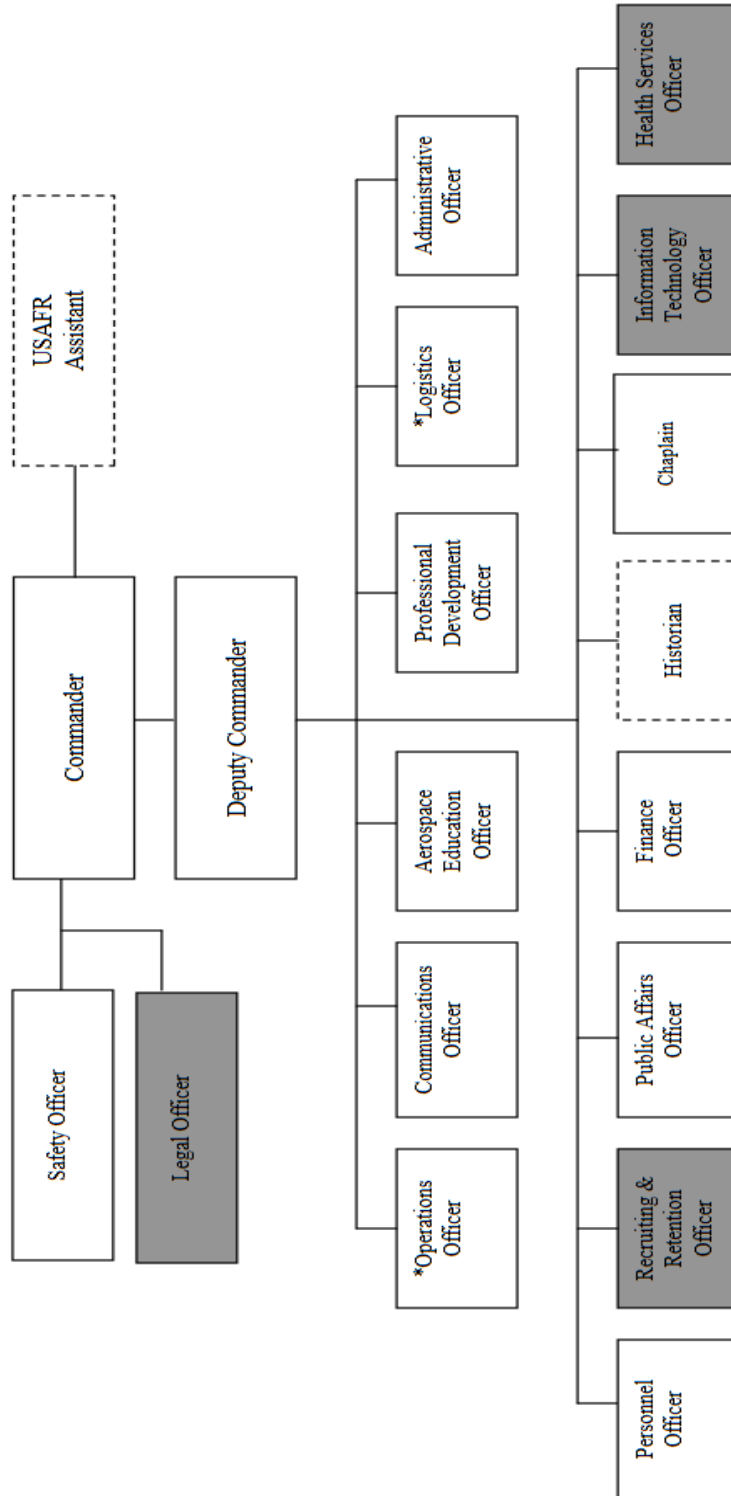 Safety Officer
Commander
USAFR
Assistant
Legal Officer
Deputy Commander
*Operations
Officer
Communications
Officer
Aerospace
Education
Officer
Professional
Development
Officer
*Logistics
Officer
Administrative
Officer
Personnel
Officer
Recruiting &
Retention
Officer
Public Affairs
Officer
Finance
Officer
Historian
Chaplain
Information
Technology
Officer
Health Services
Officer